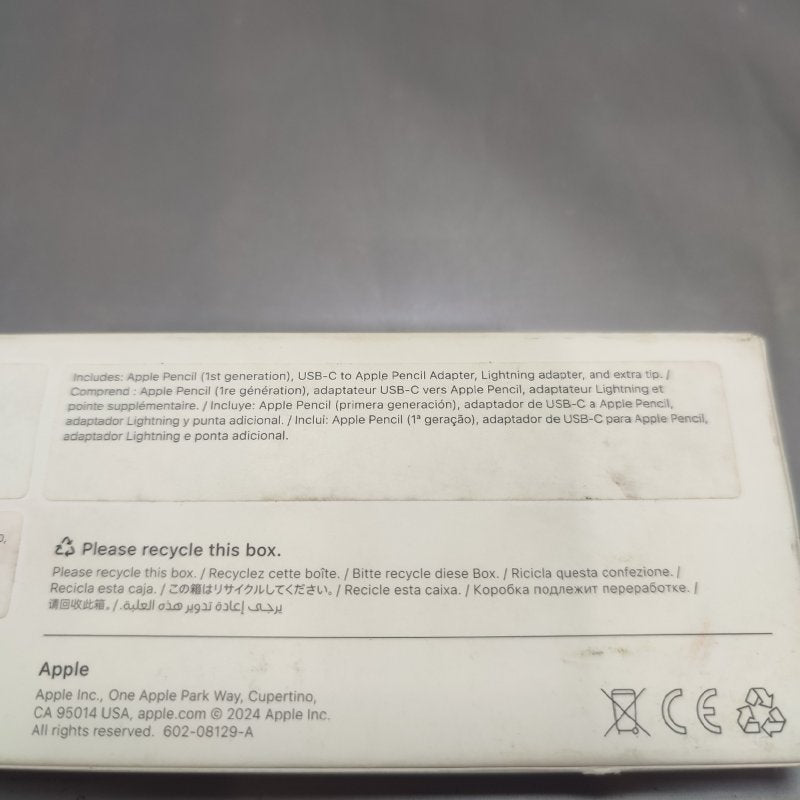 Includes: Apple Pencil (1st generation), USB-C to Apple Pencil Adapter, Lightning adapter, and extra tip. /
Comprend : Apple Pencil (1re génération), adaptateur USB-C vers Apple Pencil, adaptateur Lightning et
pointe supplémentaire. / Incluye: Apple Pencil (primera generación), adaptador de USB-C a Apple Pencil,
adaptador Lightning y punta adicional. / Inclui: Apple Pencil (1ª geração), adaptador de USB-C para Apple Pencil,
adaptador Lightning e ponta adicional.
Please recycle this box.
Please recycle this box. / Recyclez cette boîte. / Bitte recycle diese Box. / Ricicla questa confezione. /
Recicla esta caja. / この箱はリサイクルしてください。 / Recicle esta caixa. / Коробка подлежит переработке. /
请回收此箱。 / يرجى إعادة تدوير هذه العلبة.
Apple
Apple Inc., One Apple Park Way, Cupertino,
CA 95014 USA, apple.com © 2024 Apple Inc.
All rights reserved. 602-08129-A
CE